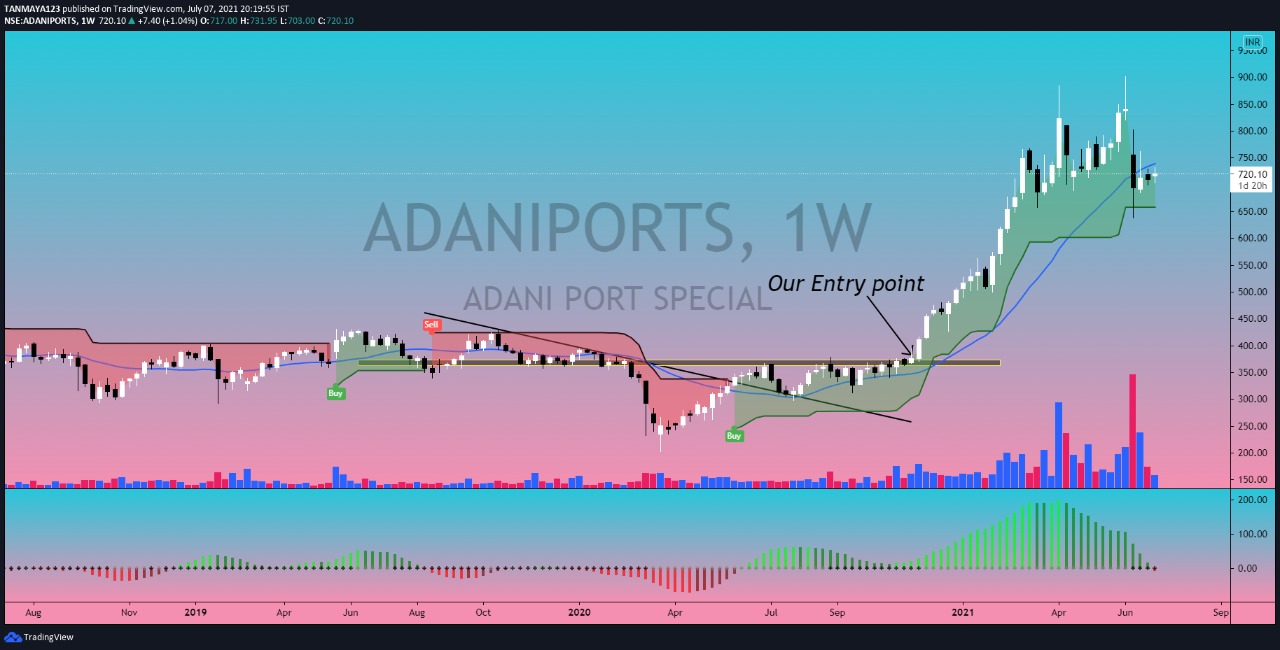 TANMAYA123 published on TradingView.com, July 07, 2021 20:19:55 IST
NSE:ADANIPORTS, 1W 720.10 ▲ +7.40 (+1.04%) O:717.00 H:731.95 L:703.00 C:720.10
INR
950.00
900.00
850.00
800.00
750.00
720.10
1d 20h
650.00
600.00
550.00
500.00
450.00
400.00
350.00
300.00
250.00
200.00
150.00
ADANIPORTS, 1W
ADANI PORT SPECIAL
Our Entry point
Sell
Buy
Buy
200.00
100.00
0.00
Aug Nov 2019 Apr Jun Aug Oct 2020 Apr Jul Sep 2021 Apr Jun Sep
TradingView